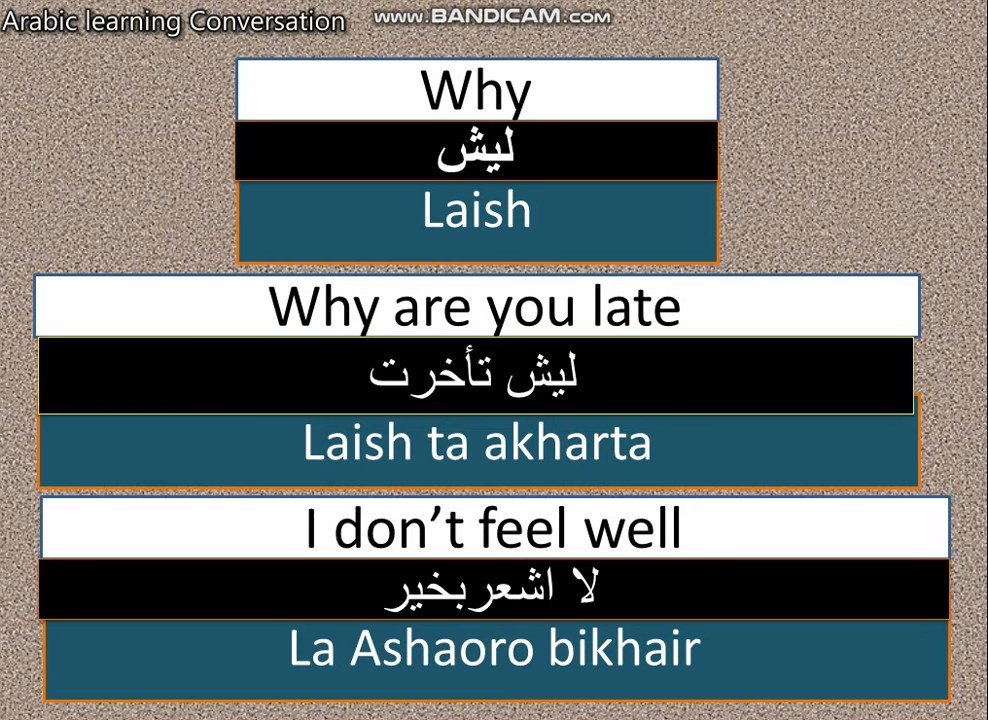 Arabic learning Conversation
www.BANDICAM.com
Why
ليش
Laish
Why are you late
ليش تأخرت
Laish ta akharta
I don’t feel well
لا اشعربخير
La Ashaoro bikhair